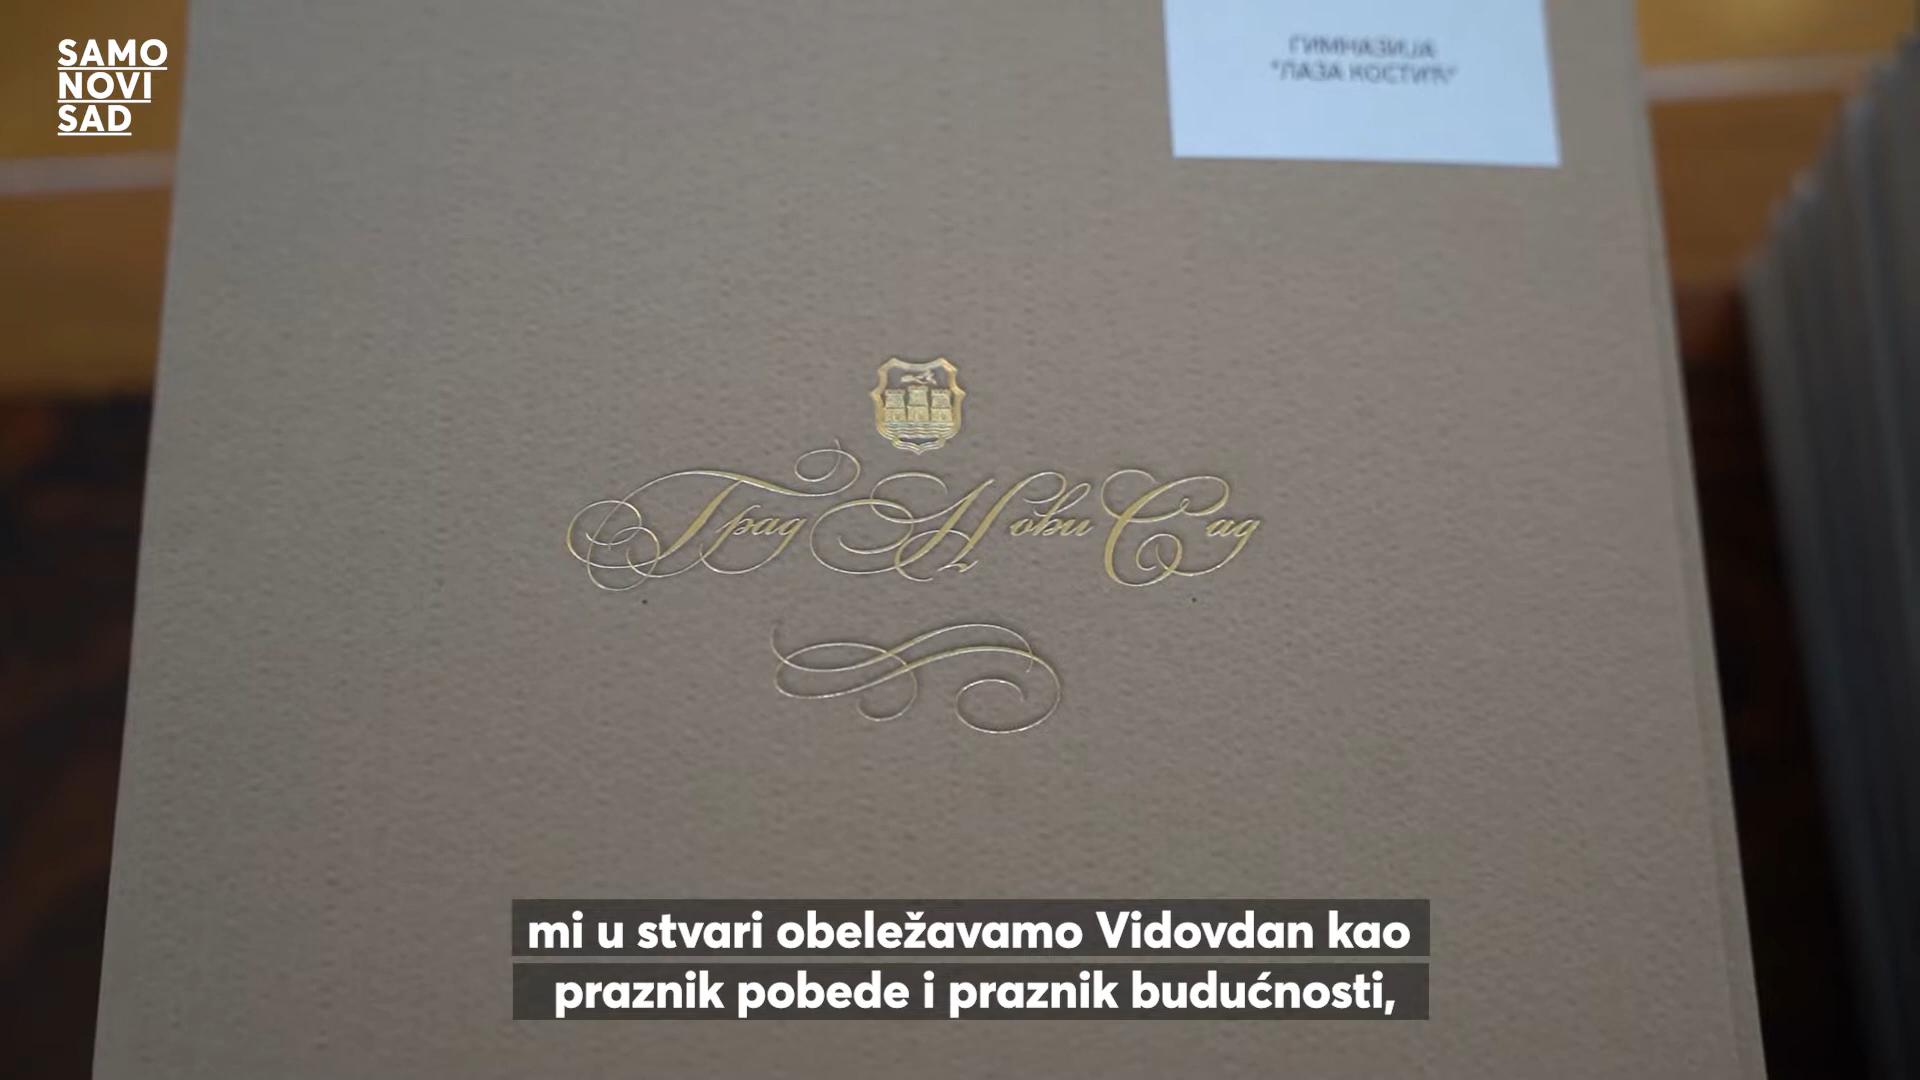 SAMO
NOVI
SAD
ГИМНАЗИЈА
"ЛАЗА КОСТИЋ"
Град Нови Сад
mi u stvari obeležavamo Vidovdan kao
praznik pobede i praznik budućnosti,